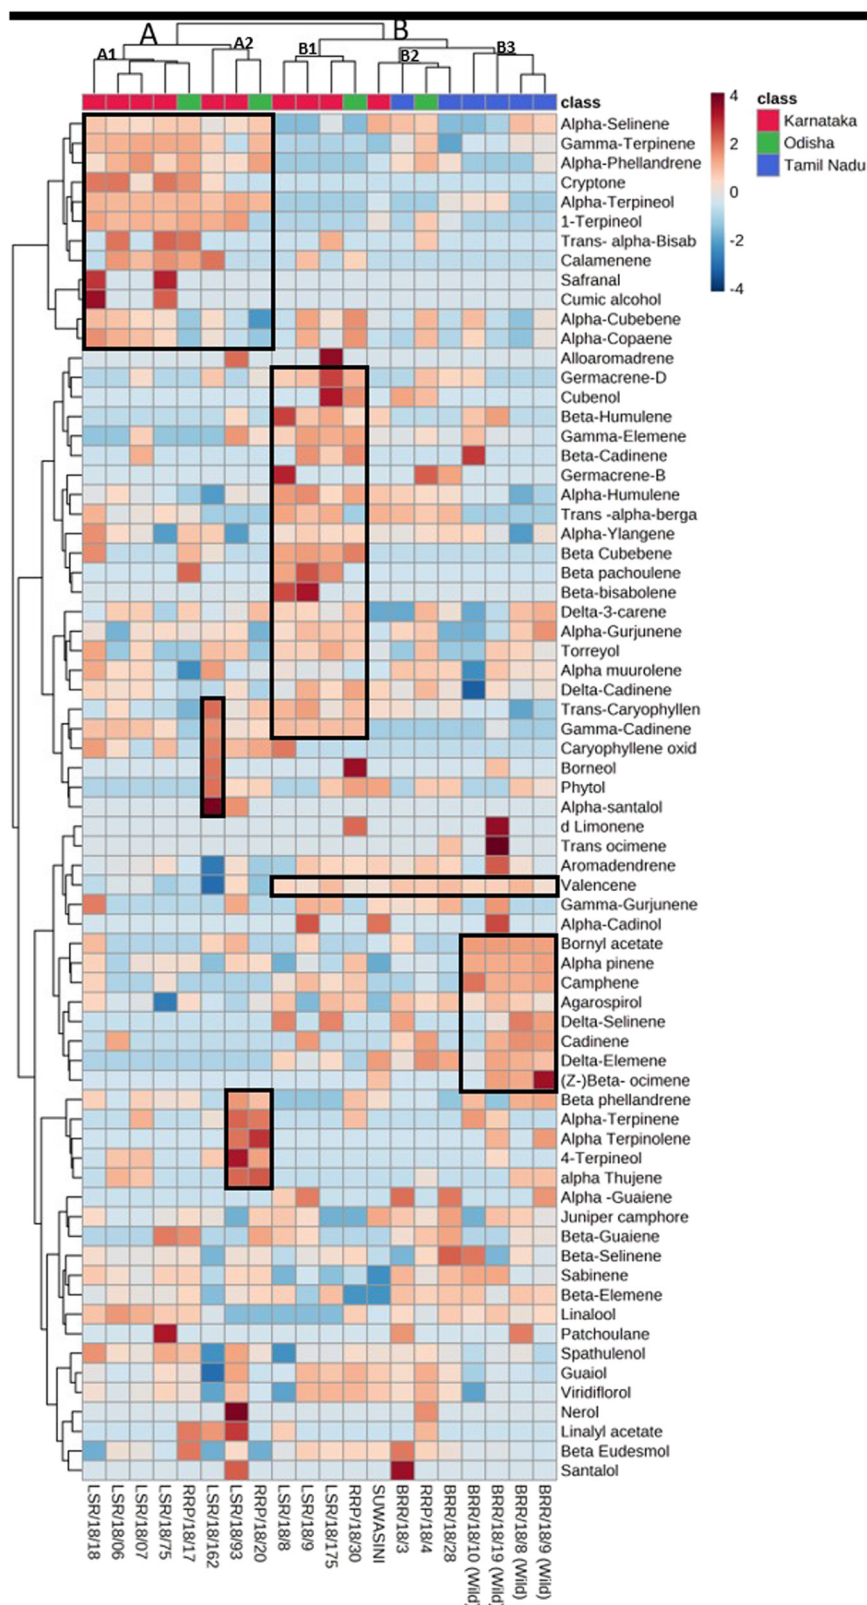 A
B
A1
A2
B1
B2
B3
class
Alpha-Selinene
Gamma-Terpinene
Alpha-Phellandrene
Cryptone
Alpha-Terpineol
1-Terpineol
Trans- alpha-Bisab
Calamenene
Safranal
Cumic alcohol
Alpha-Cubebene
Alpha-Copaene
Alloaromadrene
Germacrene-D
Cubenol
Beta-Humulene
Gamma-Elemene
Beta-Cadinene
Germacrene-B
Alpha-Humulene
Trans -alpha-berga
Alpha-Ylangene
Beta Cubebene
Beta pachoulene
Beta-bisabolene
Delta-3-carene
Alpha-Gurjunene
Torreyol
Alpha muurolene
Delta-Cadinene
Trans-Caryophyllen
Gamma-Cadinene
Caryophyllene oxid
Borneol
Phytol
Alpha-santalol
d Limonene
Trans ocimene
Aromadendrene
Valencene
Gamma-Gurjunene
Alpha-Cadinol
Bornyl acetate
Alpha pinene
Camphene
Agarospirol
Delta-Selinene
Cadinene
Delta-Elemene
(Z-)Beta- ocimene
Beta phellandrene
Alpha-Terpinene
Alpha Terpinolene
4-Terpineol
alpha Thujene
Alpha -Guaiene
Juniper camphore
Beta-Guaiene
Beta-Selinene
Sabinene
Beta-Elemene
Linalool
Patchoulane
Spathulenol
Guaiol
Viridiflorol
Nerol
Linalyl acetate
Beta Eudesmol
Santalol
4
2
0
-2
-4
class
Karnataka
Odisha
Tamil Nadu
LSR/18/18
LSR/18/06
LSR/18/07
LSR/18/75
RRP/18/17
LSR/18/162
LSR/18/93
RRP/18/20
LSR/18/8
LSR/18/9
LSR/18/175
RRP/18/30
SUWASINI
BRR/18/3
RRP/18/4
BRR/18/28
BRR/18/10 (Wild)
BRR/18/19 (Wild)
BRR/18/8 (Wild)
BRR/18/9 (Wild)